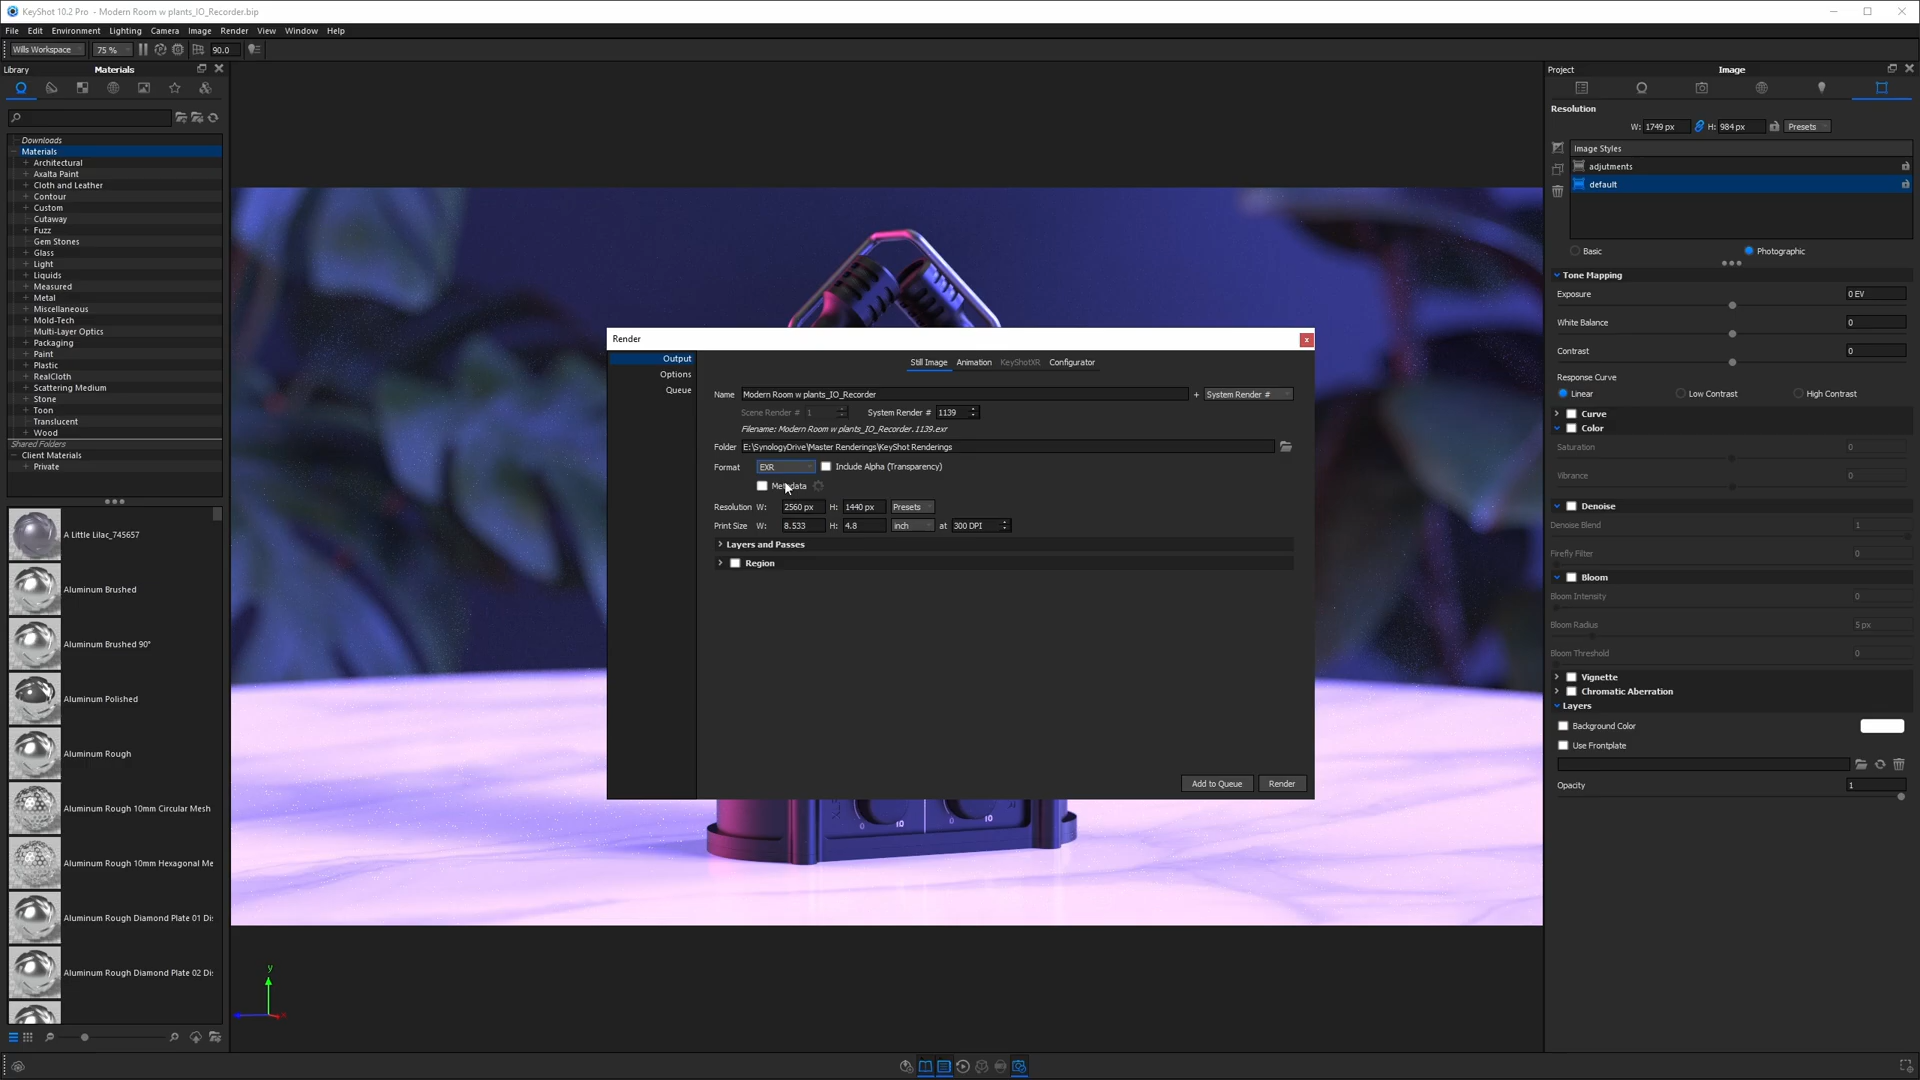 KeyShot 10.2 Pro - Modern Room w plants_IO_Recorder.bip
File Edit Environment Lighting Camera Image Render View Window Help
Wills Workspace 75 % 90.0
Library Materials
Downloads
Materials
Architectural
Axalta Paint
Cloth and Leather
Contour
Custom
Cutaway
Fuzz
Gem Stones
Glass
Light
Liquids
Measured
Metal
Miscellaneous
Mold-Tech
Multi-Layer Optics
Packaging
Paint
Plastic
RealCloth
Scattering Medium
Stone
Toon
Translucent
Wood
Shared Folders
Client Materials
Private
A Little Lilac_745657
Aluminum Brushed
Aluminum Brushed 90°
Aluminum Polished
Aluminum Rough
Aluminum Rough 10mm Circular Mesh
Aluminum Rough 10mm Hexagonal Me
Aluminum Rough Diamond Plate 01 Di
Aluminum Rough Diamond Plate 02 Di
y
Render
Output
Options
Queue
Still Image Animation KeyShotXR Configurator
Name Modern Room w plants_IO_Recorder + System Render #
Scene Render # 1 System Render # 1139
Filename: Modern Room w plants_IO_Recorder.1139.exr
Folder E:\SynologyDrive\Master Renderings\KeyShot Renderings
Format EXR Include Alpha (Transparency)
Metadata
Resolution W: 2560 px H: 1440 px Presets
Print Size W: 8.533 H: 4.8 inch at 300 DPI
Layers and Passes
Region
Add to Queue Render
0 10 0 10
Project Image
Resolution
W: 1749 px H: 984 px Presets
Image Styles
adjutments
default
Basic Photographic
Tone Mapping
Exposure 0 EV
White Balance 0
Contrast 0
Response Curve
Linear Low Contrast High Contrast
Curve
Color
Saturation 0
Vibrance 0
Denoise
Denoise Blend 1
Firefly Filter 0
Bloom
Bloom Intensity 0
Bloom Radius 5 px
Bloom Threshold 0
Vignette
Chromatic Aberration
Layers
Background Color
Use Frontplate
Opacity 1